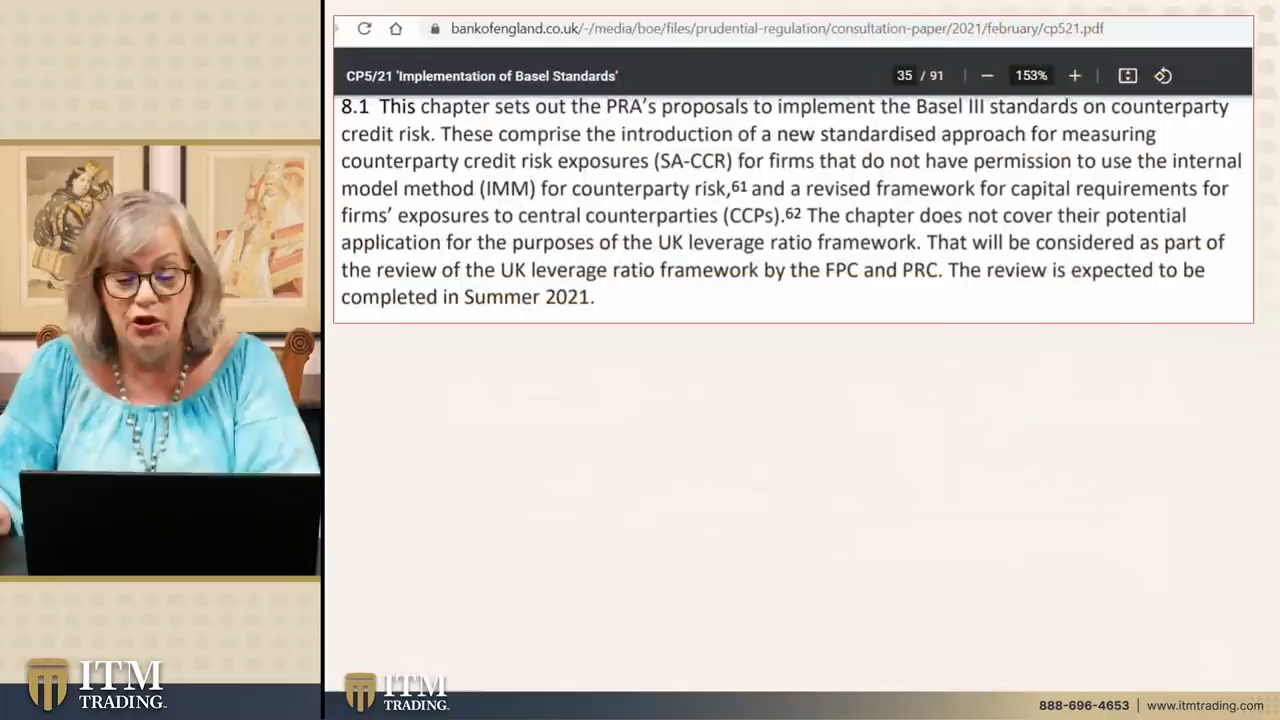 bankofengland.co.uk/-/media/boe/files/prudential-regulation/consultation-paper/2021/february/cp521.pdf
CP5/21 'Implementation of Basel Standards'
35 / 91
153%
8.1 This chapter sets out the PRA's proposals to implement the Basel III standards on counterparty
credit risk. These comprise the introduction of a new standardised approach for measuring
counterparty credit risk exposures (SA-CCR) for firms that do not have permission to use the internal
model method (IMM) for counterparty risk,61 and a revised framework for capital requirements for
firms' exposures to central counterparties (CCPs).62 The chapter does not cover their potential
application for the purposes of the UK leverage ratio framework. That will be considered as part of
the review of the UK leverage ratio framework by the FPC and PRC. The review is expected to be
completed in Summer 2021.
ITM
TRADING
ITM
TRADING
888-696-4653 | www.itmtrading.com